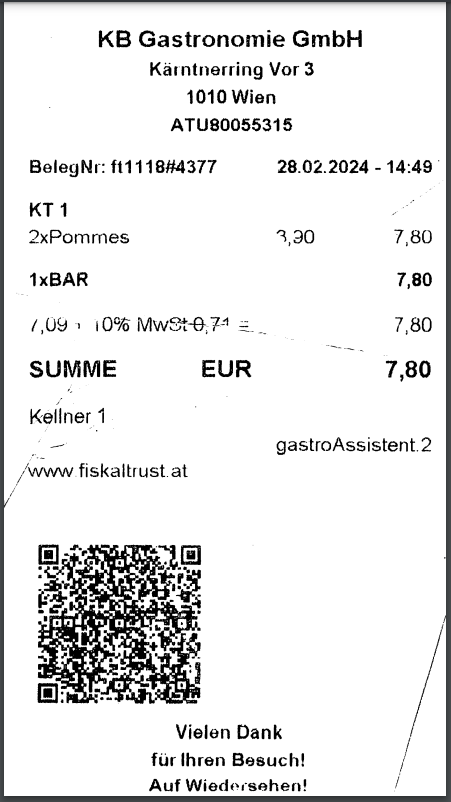 KB Gastronomie GmbH
Kärntnerring Vor 3
1010 Wien
ATU80055315
BelegNr: ft1118#4377 28.02.2024 - 14:49
KT 1
2xPommes 3,90 7,80
1xBAR 7,80
7,09 + 10% MwSt 0,71 = 7,80
SUMME EUR 7,80
Kellner 1
gastroAssistent.2
www.fiskaltrust.at
Vielen Dank
für Ihren Besuch!
Auf Wiedersehen!